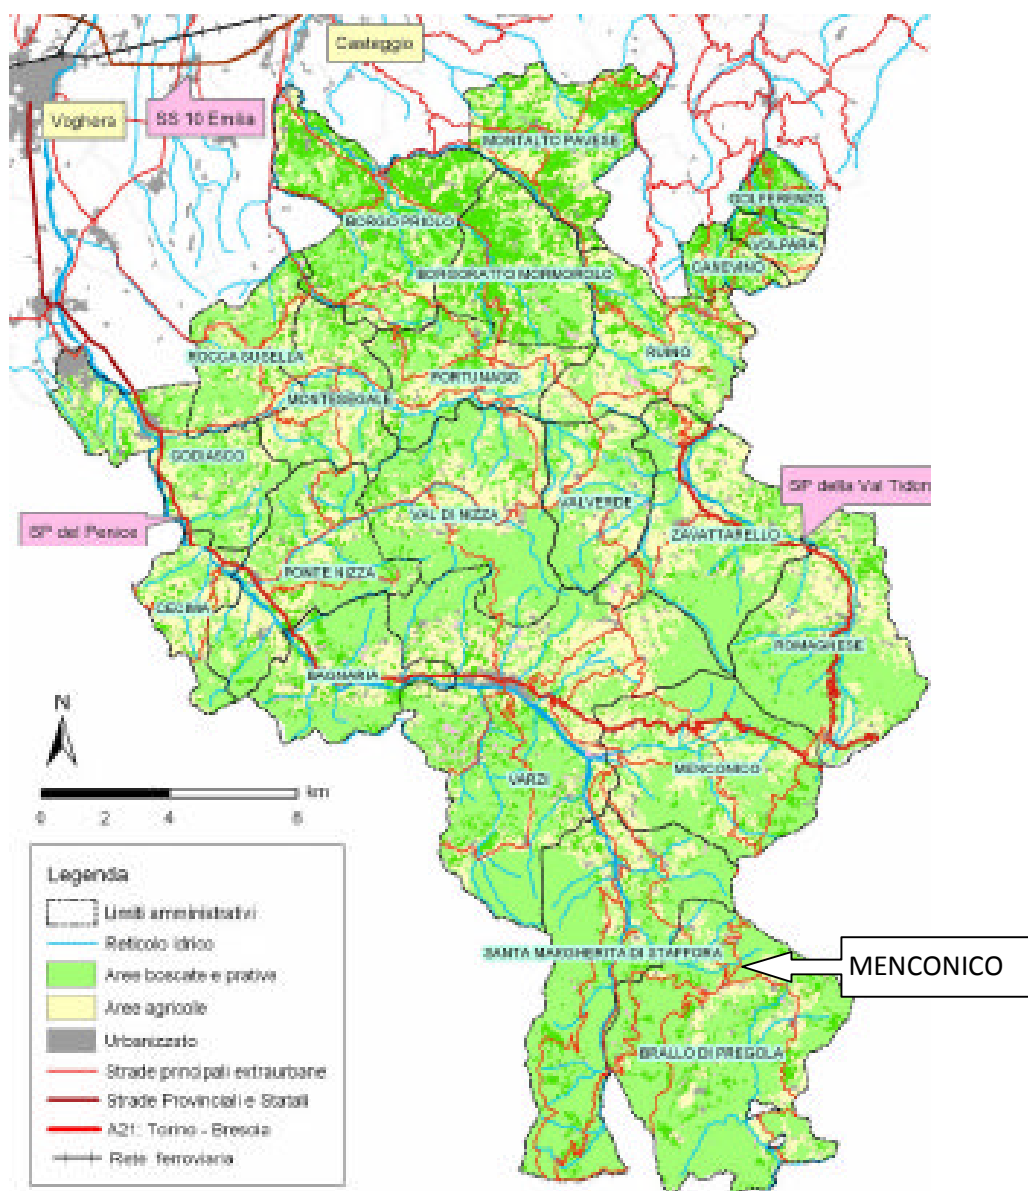 Casteggio
Voghera
SS 10 Emilia
MONTALTO PAVESE
GOLFERENZO
BORGO PRIOLO
VOLPARA
CANEVINO
BORGORATTO MORMOROLO
ROCCA SUSELLA
RUINO
FORTUNAGO
MONTESEGALE
GODIASCO
SP della Val Tidon
VAL DI NIZZA
VALVERDE
SP del Penice
ZAVATTARELLO
PONTE NIZZA
CECIMA
ROMAGNESE
BAGNARIA
N
MENCONICO
VARZI
km
0 2 4 8
Legenda
Limiti amministrativi
Reticolo idrico
SANTA MARGHERITA DI STAFFORA
MENCONICO
Aree boscate e prative
Aree agricole
Urbanizzato
BRALLO DI PREGOLA
Strade principali extraurbane
Strade Provinciali e Statali
A21: Torino - Brescia
Rete ferroviaria